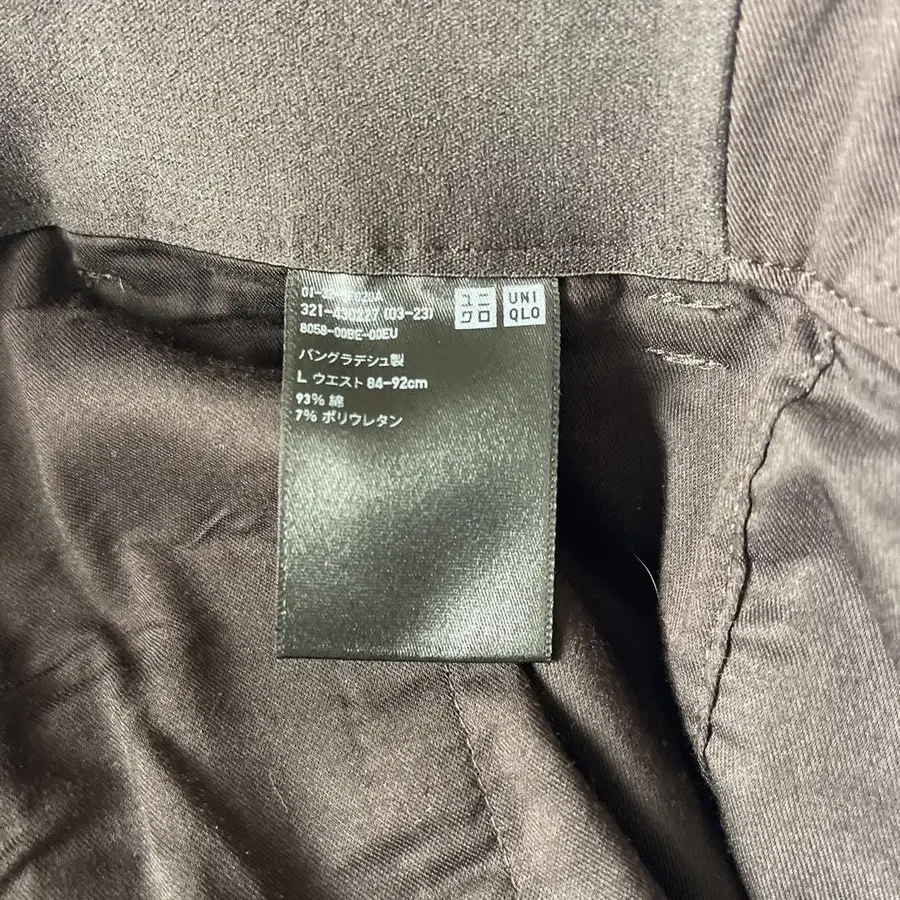 321-430227 (03-23)
8058-00BE-00EU
ユニ
クロ
UNI
QLO
バングラデシュ製
L ウエスト 84-92cm
93% 綿
7% ポリウレタン